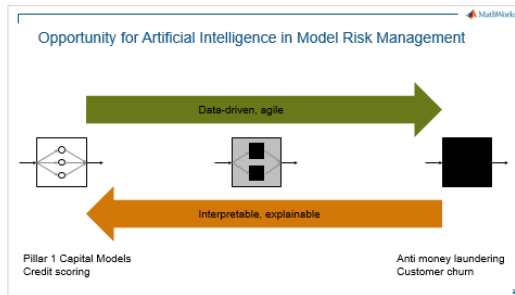 MathWorks
Opportunity for Artificial Intelligence in Model Risk Management
Data-driven, agile
Interpretable, explainable
Pillar 1 Capital Models
Credit scoring
Anti money laundering
Customer churn